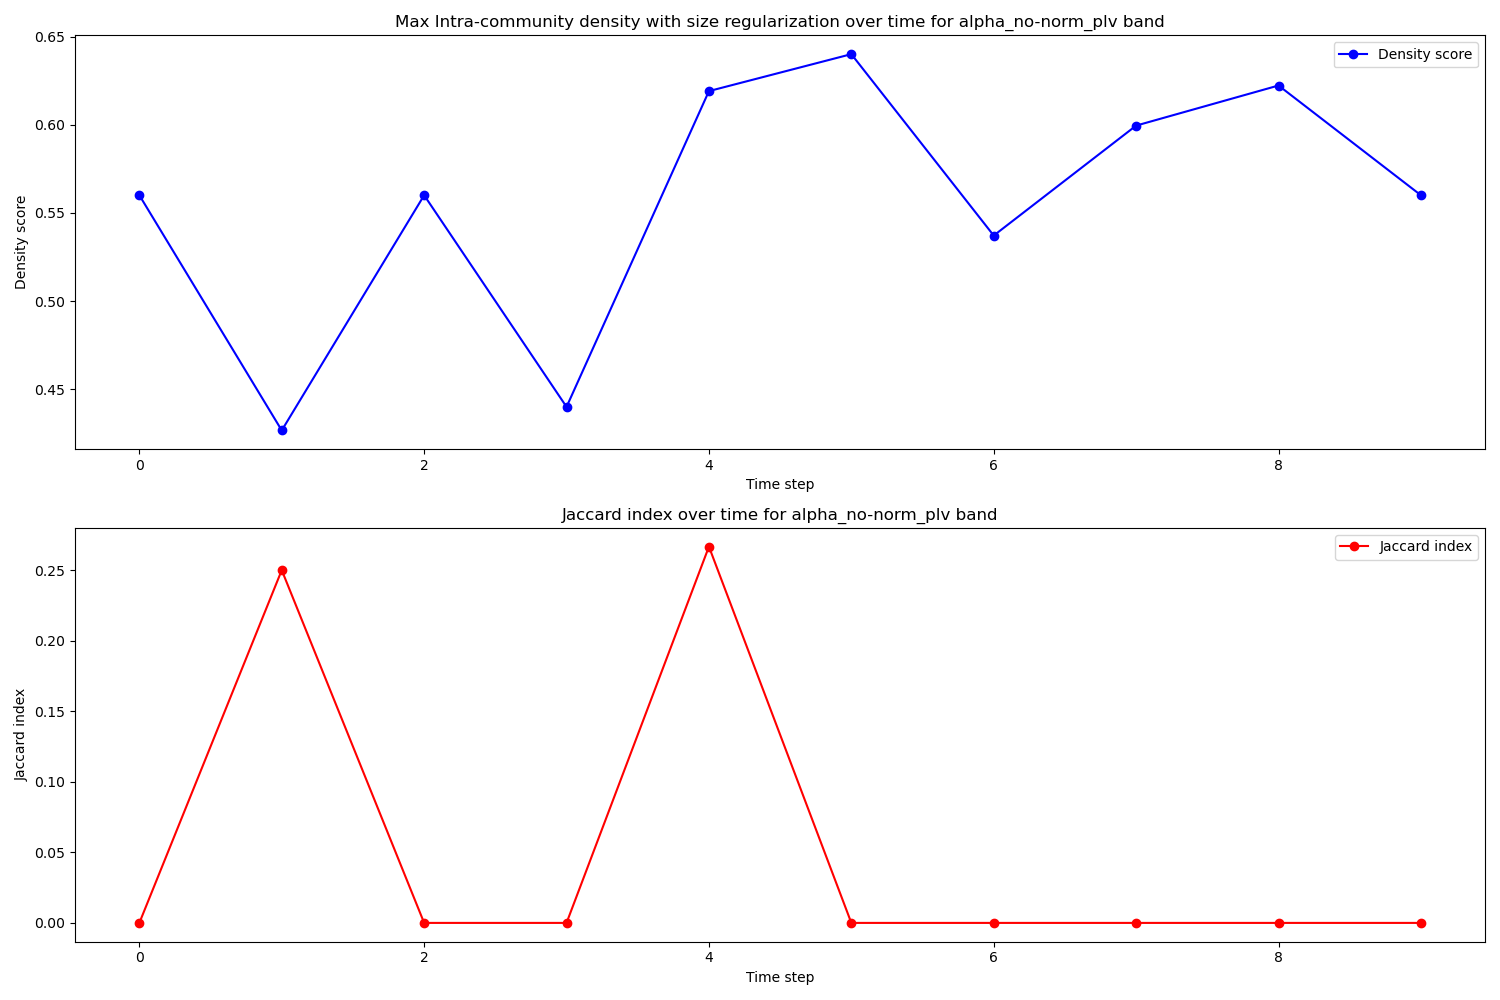 Max Intra-community density with size regularization over time for alpha_no-norm_plv band
0.65
0.60
0.55
0.50
0.45
Density score
Density score
0
2
4
6
8
Time step
Jaccard index over time for alpha_no-norm_plv band
0.25
0.20
0.15
0.10
0.05
0.00
Jaccard index
Jaccard index
0
2
4
6
8
Time step